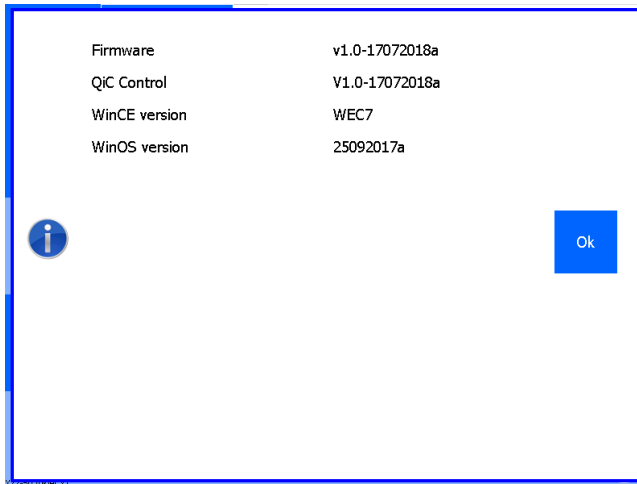 Firmware v1.0-17072018a
QiC Control V1.0-17072018a
WinCE version WEC7
WinOS version 25092017a
Ok